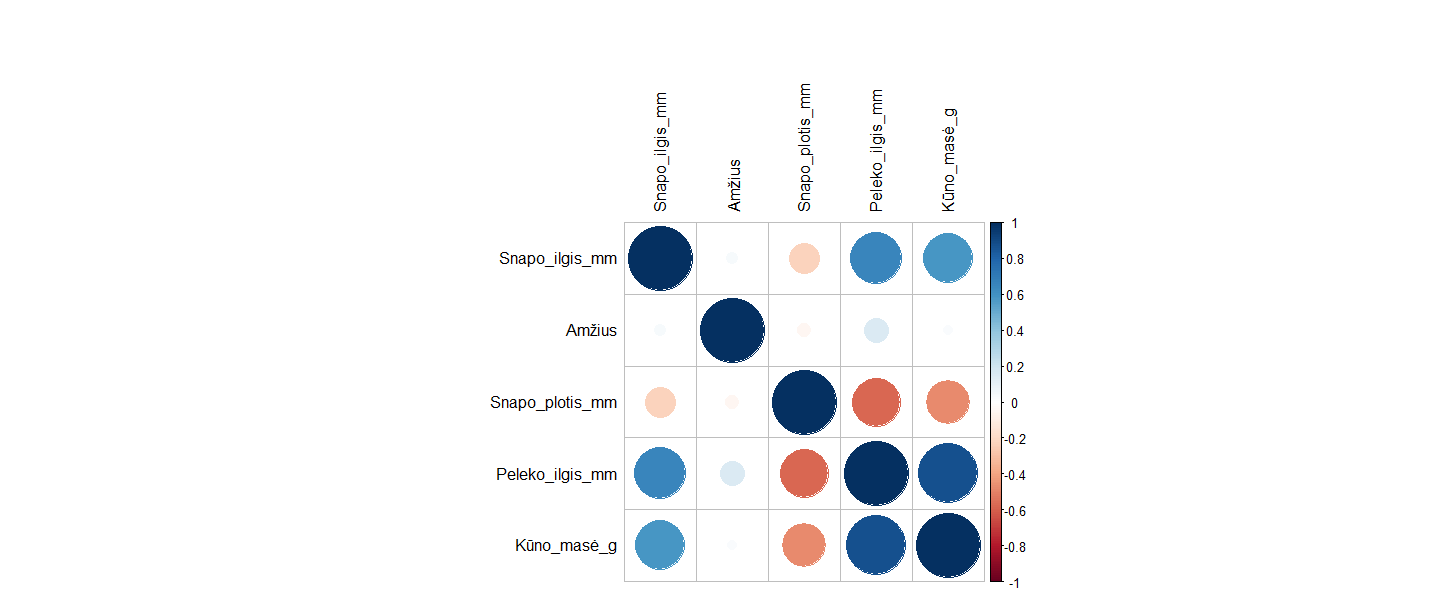 Snapo_ilgis_mm
Amžius
Snapo_plotis_mm
Peleko_ilgis_mm
Kūno_masė_g
Snapo_ilgis_mm
Amžius
Snapo_plotis_mm
Peleko_ilgis_mm
Kūno_masė_g
1
0.8
0.6
0.4
0.2
0
-0.2
-0.4
-0.6
-0.8
-1